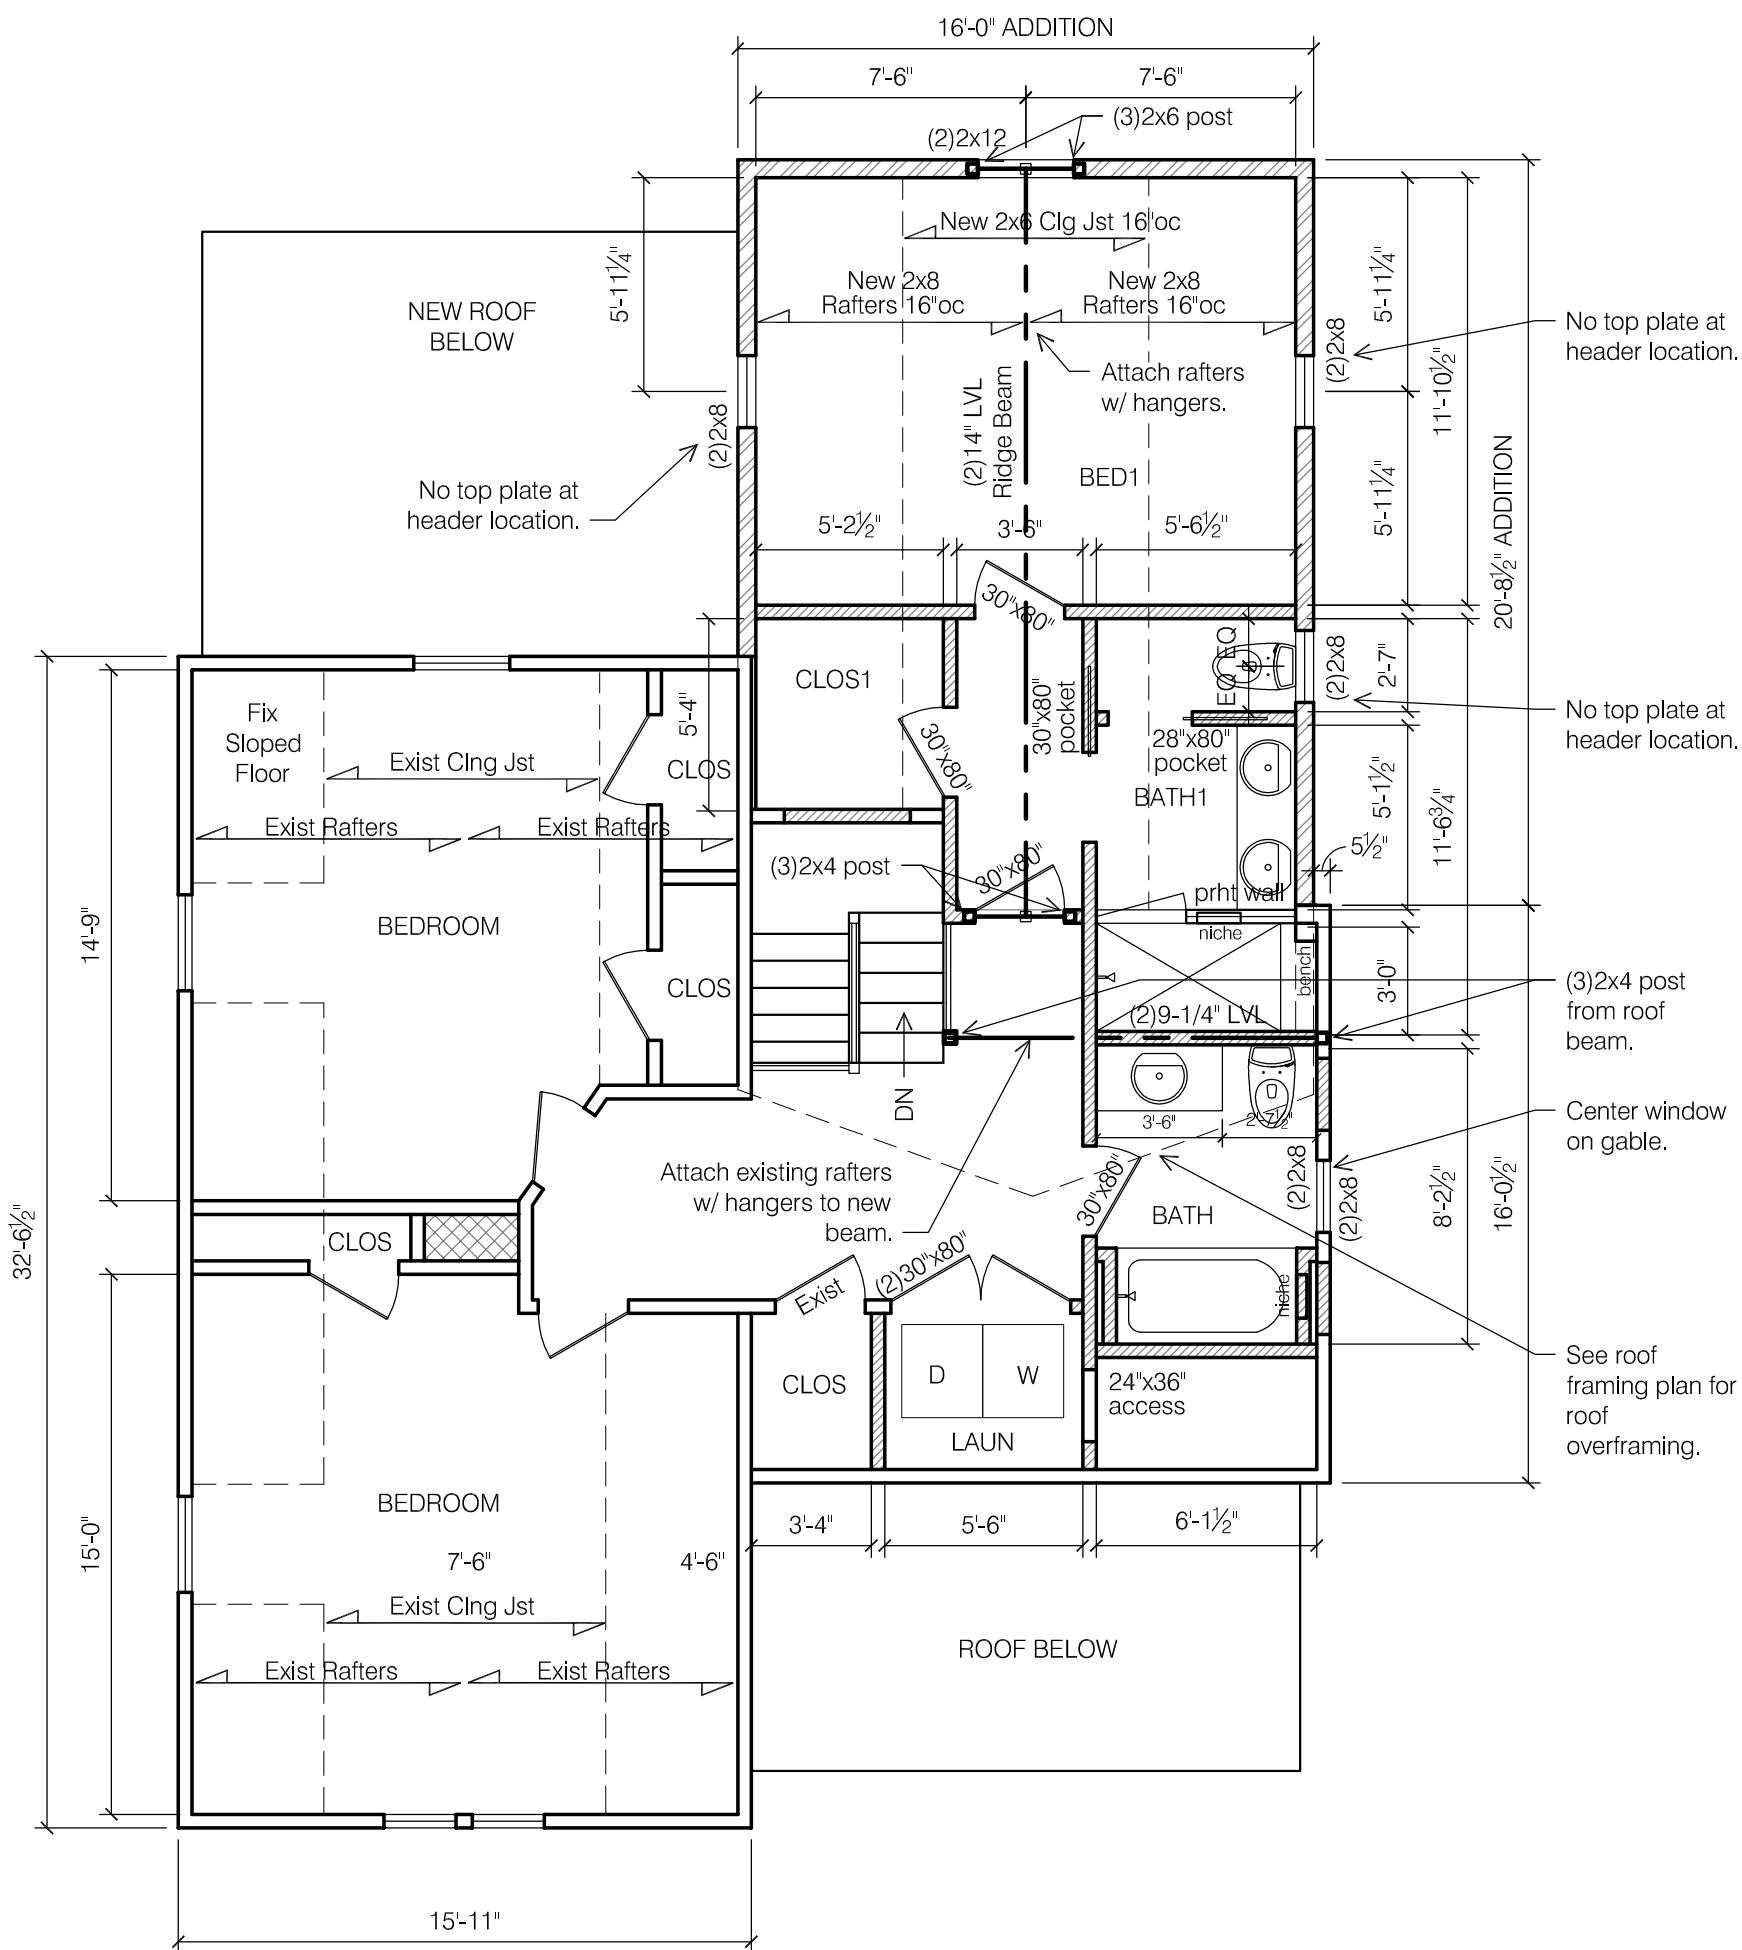 16'-0" ADDITION
7'-6"
7'-6"
(3)2x6 post
(2)2x12
New 2x6 Clg Jst 16"oc
New 2x8
Rafters 16"oc
New 2x8
Rafters 16"oc
5'-11¼"
NEW ROOF
BELOW
(2)2x8
No top plate at
header location.
Attach rafters
w/ hangers.
(2)14" LVL
Ridge Beam
BED1
(2)2x8
5'-11¼"
11'-10½"
No top plate at
header location.
5'-11¼"
20'-8½" ADDITION
5'-2½"
3'-6"
5'-6½"
30"x80"
CLOS1
5'-4"
30"x80"
30"x80"
pocket
EQ
EQ
28"x80"
pocket
BATH1
(2)2x8
2'-7"
No top plate at
header location.
5'-1½"
11'-6¾"
5½"
Fix
Sloped
Floor
Exist Clng Jst
CLOS
Exist Rafters
Exist Rafters
(3)2x4 post
30"x80"
prht wall
niche
bench
14'-9"
BEDROOM
CLOS
3'-0"
(3)2x4 post
from roof
beam.
(2)9-1/4" LVL
DN
3'-6"
2'-7½"
Center window
on gable.
Attach existing rafters
w/ hangers to new
beam.
30"x80"
BATH
(2)2x8
(2)2x8
8'-2½"
16'-0½"
32'-6½"
CLOS
Exist
(2)30"x80"
niche
CLOS
D
W
LAUN
24"x36"
access
See roof
framing plan for
roof
overframing.
15'-0"
BEDROOM
7'-6"
4'-6"
3'-4"
5'-6"
6'-1½"
Exist Clng Jst
Exist Rafters
Exist Rafters
ROOF BELOW
15'-11"